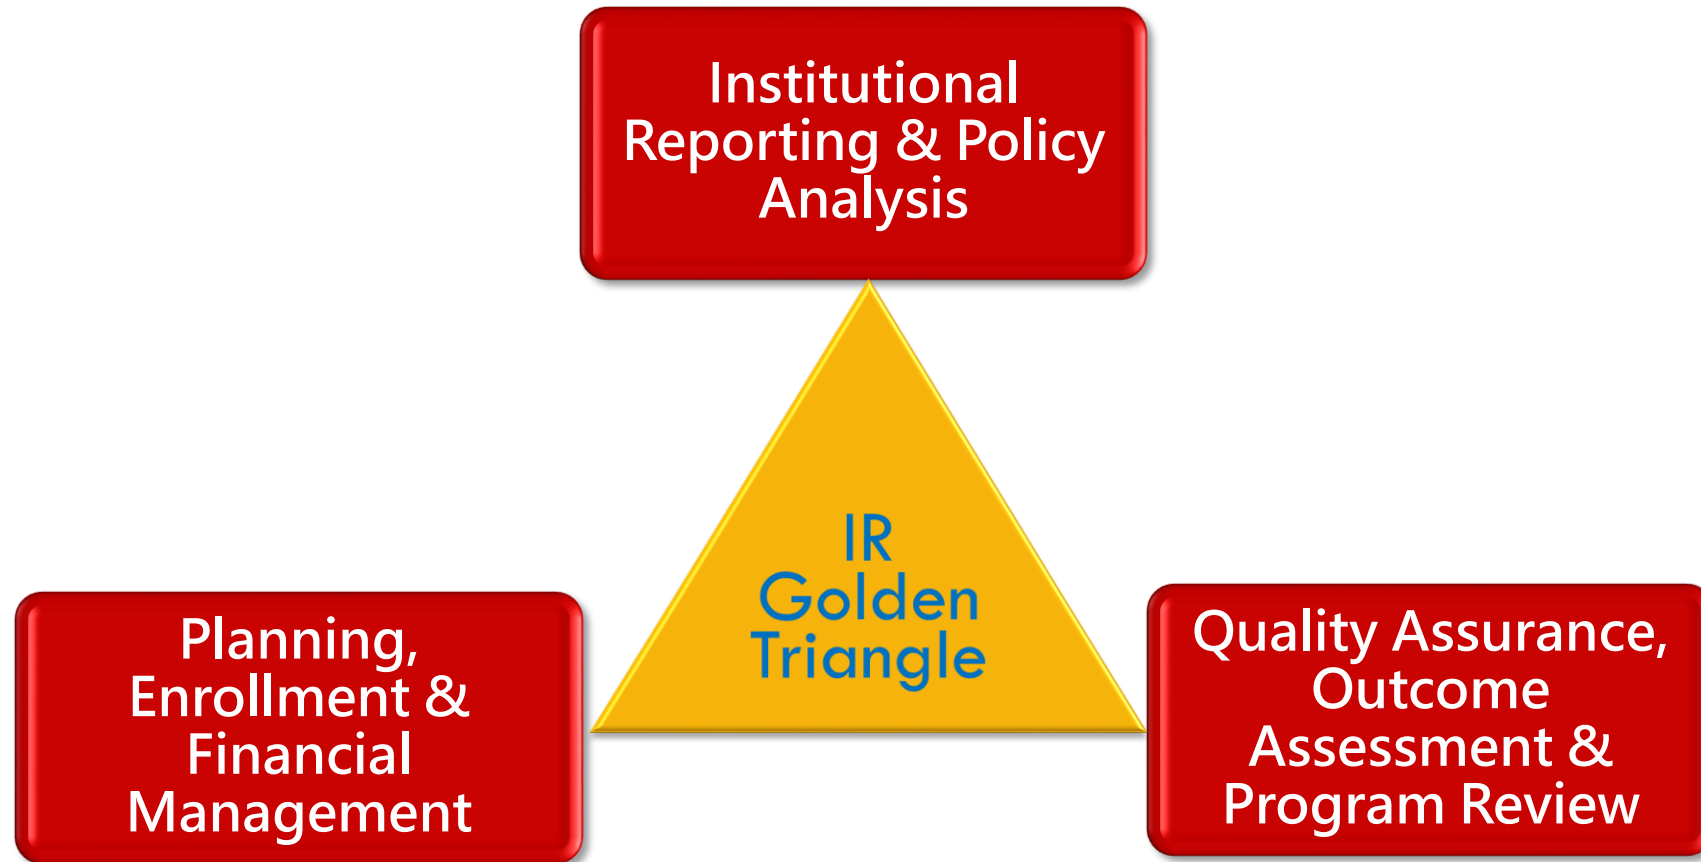 Institutional
Reporting & Policy
Analysis
IR
Golden
Triangle
Planning,
Enrollment &
Financial
Management
Quality Assurance,
Outcome
Assessment &
Program Review